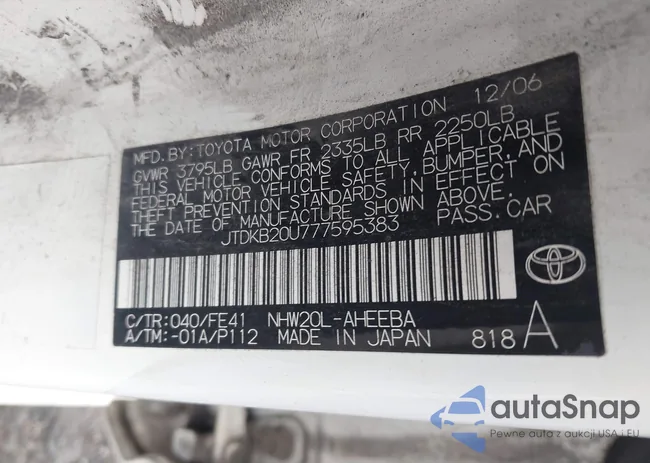 MFD. BY: TOYOTA MOTOR CORPORATION 12/06
GVWR 3795LB GAWR FR 2335LB RR 2250LB
THIS VEHICLE CONFORMS TO ALL APPLICABLE
FEDERAL MOTOR VEHICLE SAFETY, BUMPER, AND
THEFT PREVENTION STANDARDS IN EFFECT ON
THE DATE OF MANUFACTURE SHOWN ABOVE.
JTDKB20U777595383 PASS. CAR
C/TR: 040/FE41 NHW20L-AHEEBA
A/TM: -01A/P112 MADE IN JAPAN 818 A
autaSnap
Pewne auto z aukcji USA i EU